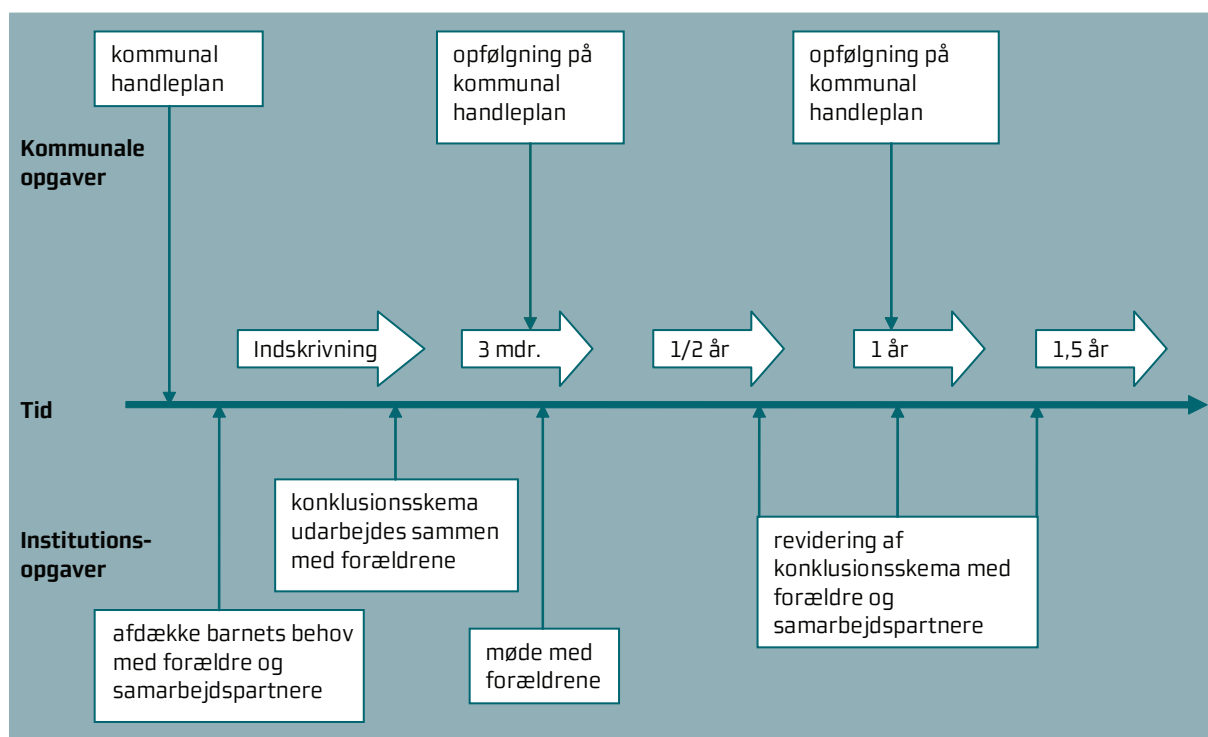 kommunal
handleplan
opfølgning på
kommunal
handleplan
opfølgning på
kommunal
handleplan
Kommunale
opgaver
Indskrivning
3 mdr.
1/2 år
1 år
1,5 år
Tid
konklusionsskema
udarbejdes sammen
med forældrene
Institutions-
opgaver
afdække barnets behov
med forældre og
samarbejdspartnere
møde med
forældrene
revidering af
konklusionsskema med
forældre og
samarbejdspartnere